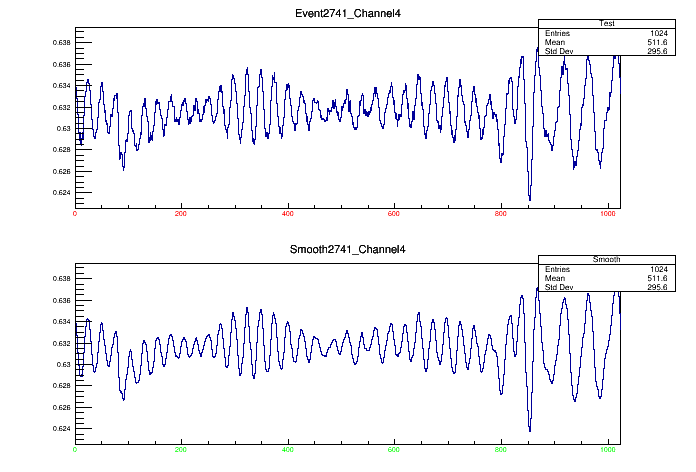 Event2741_Channel4
Test
Entries 1024
Mean 511.6
Std Dev 295.6
0.638
0.636
0.634
0.632
0.63
0.628
0.626
0.624
0 200 400 600 800 1000
Smooth2741_Channel4
Smooth
Entries 1024
Mean 511.6
Std Dev 295.6
0.638
0.636
0.634
0.632
0.63
0.628
0.626
0.624
0 200 400 600 800 1000